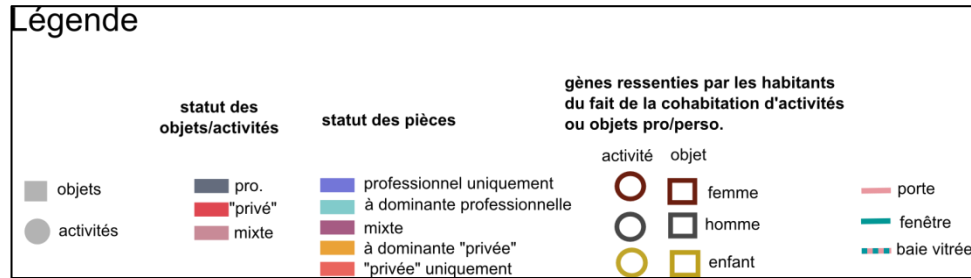 Légende
gènes ressenties par les habitants
du fait de la cohabitation d'activités
ou objets pro/perso.
statut des
objets/activités
statut des pièces
activité objet
objets
activités
pro.
"privé"
mixte
professionnel uniquement
à dominante professionnelle
mixte
à dominante "privée"
"privée" uniquement
femme
homme
enfant
porte
fenêtre
baie vitrée